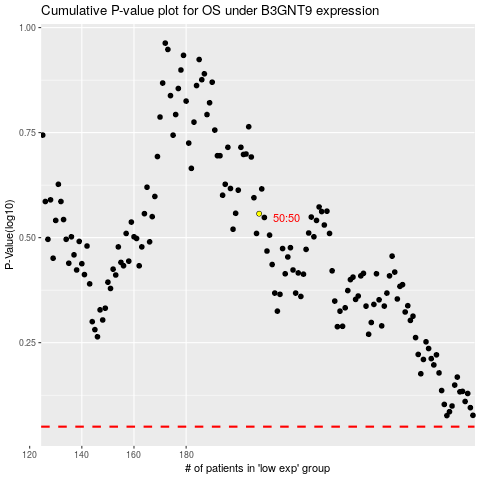 Cumulative P-value plot for OS under B3GNT9 expression
P-Value(log10)
1.00
0.75
0.50
0.25
50:50
120 140 160 180
# of patients in 'low exp' group